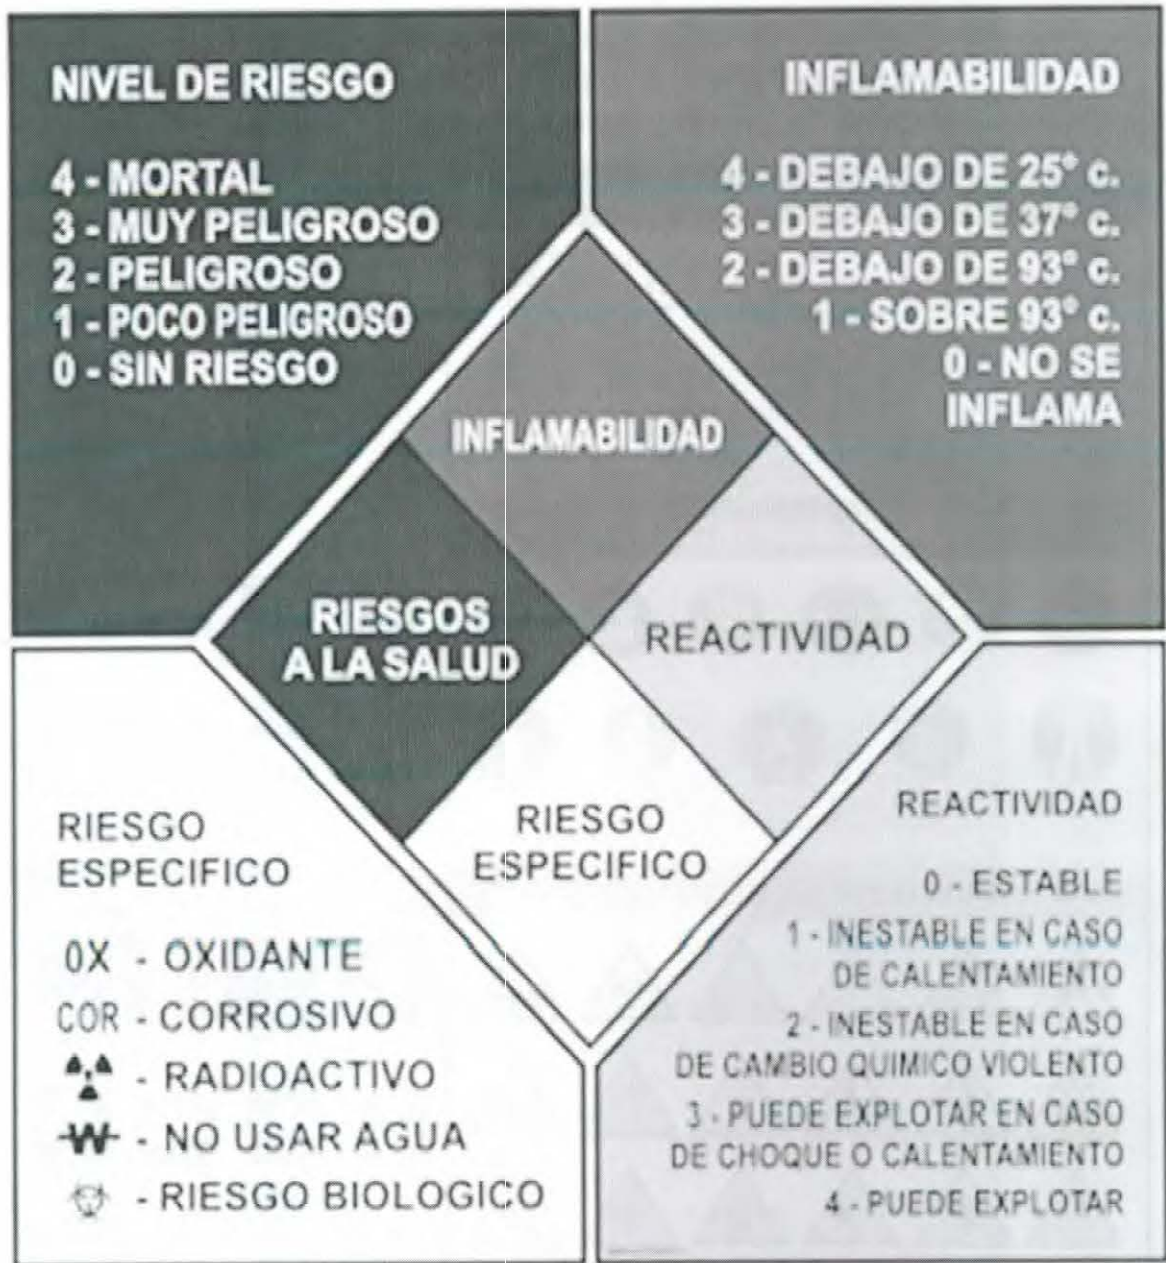 NIVEL DE RIESGO
4 - MORTAL
3 - MUY PELIGROSO
2 - PELIGROSO
1 - POCO PELIGROSO
0 - SIN RIESGO
INFLAMABILIDAD
4 - DEBAJO DE 25° c.
3 - DEBAJO DE 37° c.
2 - DEBAJO DE 93° c.
1 - SOBRE 93° c.
0 - NO SE
INFLAMA
INFLAMABILIDAD
RIESGOS
A LA SALUD
REACTIVIDAD
RIESGO
ESPECIFICO
RIESGO
ESPECIFICO
0X - OXIDANTE
COR - CORROSIVO
- RADIOACTIVO
W - NO USAR AGUA
- RIESGO BIOLOGICO
REACTIVIDAD
0 - ESTABLE
1 - INESTABLE EN CASO
DE CALENTAMIENTO
2 - INESTABLE EN CASO
DE CAMBIO QUIMICO VIOLENTO
3 - PUEDE EXPLOTAR EN CASO
DE CHOQUE O CALENTAMIENTO
4 - PUEDE EXPLOTAR